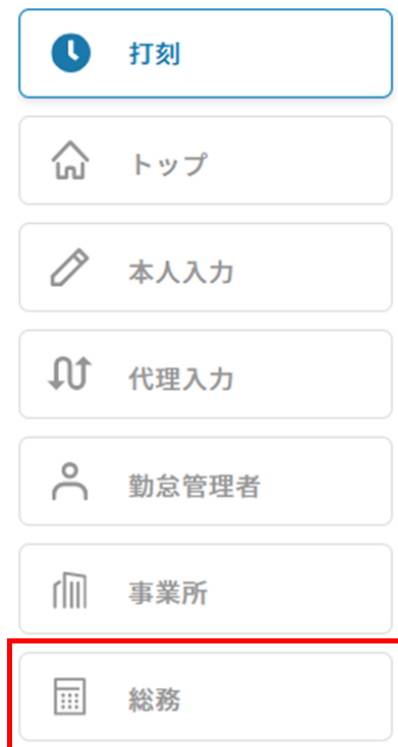 打刻
トップ
本人入力
代理入力
勤怠管理者
事業所
総務